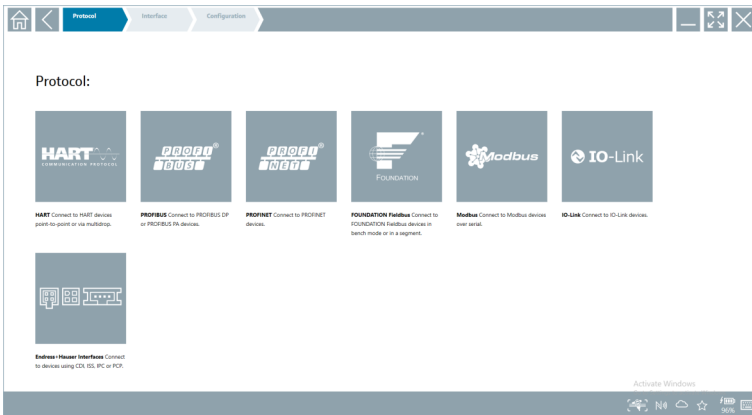 Protocol
Interface
Configuration
Protocol:
HART
COMMUNICATION PROTOCOL
PROFI®
BUS
PROFI®
NET
FOUNDATION
Modbus
IO-Link
HART Connect to HART devices
point-to-point or via multidrop.
PROFIBUS Connect to PROFIBUS DP
or PROFIBUS PA devices.
PROFINET Connect to PROFINET
devices.
FOUNDATION Fieldbus Connect to
FOUNDATION Fieldbus devices in
bench mode or in a segment.
Modbus Connect to Modbus devices
over serial.
IO-Link Connect to IO-Link devices.
Endress+Hauser Interfaces Connect
to devices using CDI, ISS, IPC or PCP.
Activate Windows
96%